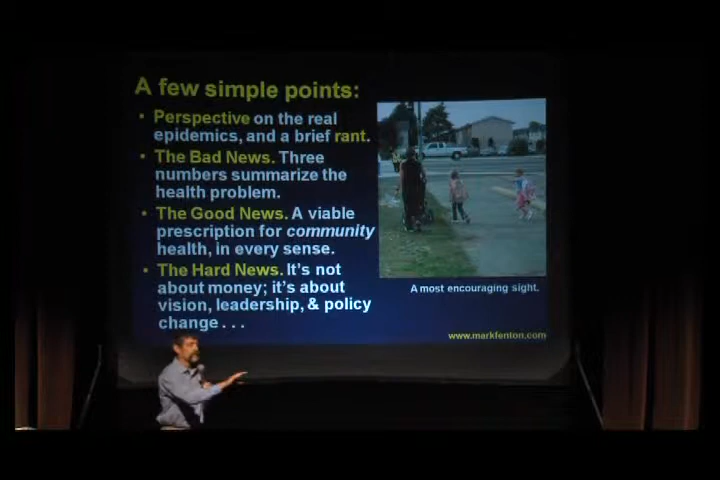 A few simple points:
• Perspective on the real
epidemics, and a brief rant.
• The Bad News. Three
numbers summarize the
health problem.
• The Good News. A viable
prescription for community
health, in every sense.
• The Hard News. It's not
about money; it's about
vision, leadership, & policy
change . . .
A most encouraging sight.
www.markfenton.com